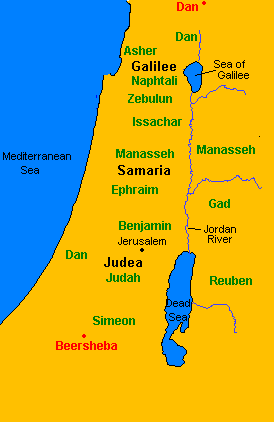 Dan
Dan
Asher
Galilee
Sea of
Galilee
Naphtali
Zebulun
Issachar
Mediterranean
Sea
Manasseh
Manasseh
Samaria
Ephraim
Gad
Benjamin
Jordan
River
Jerusalem
Dan
Judea
Judah
Reuben
Dead
Sea
Simeon
Beersheba